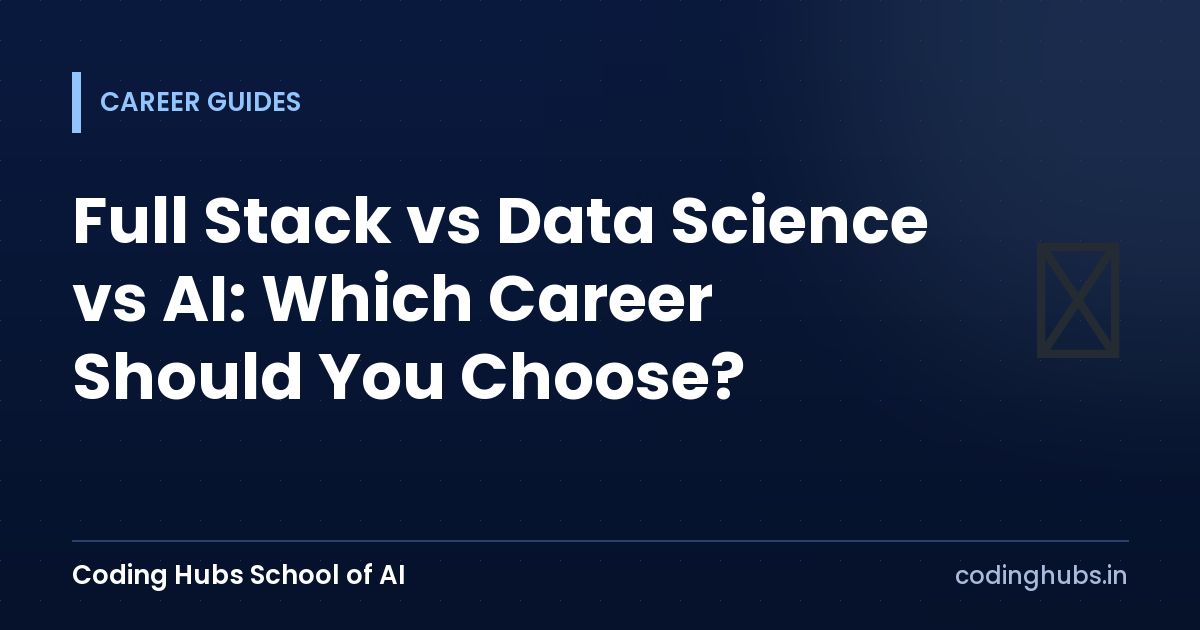 CAREER GUIDES
Full Stack vs Data Science
vs AI: Which Career
Should You Choose?
Coding Hubs School of AI
codinghubs.in